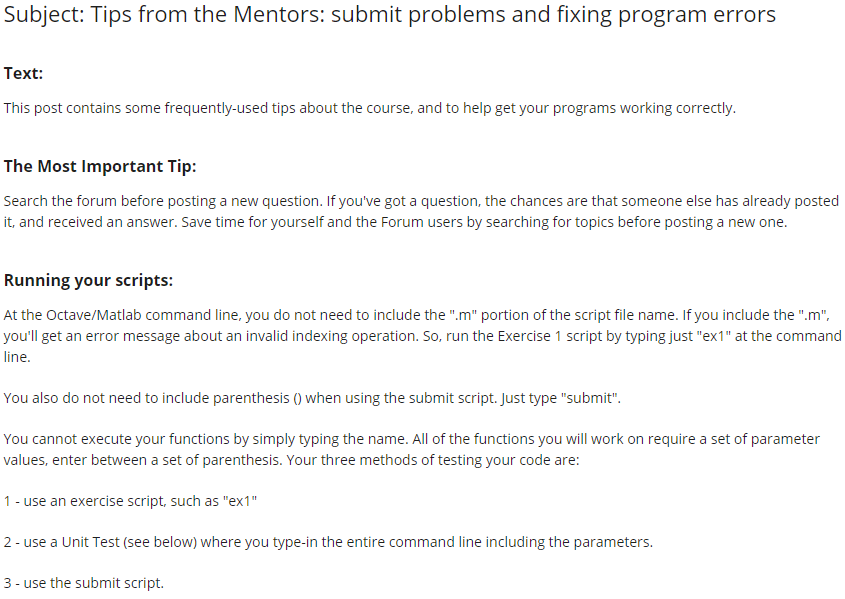 Subject: Tips from the Mentors: submit problems and fixing program errors
Text:
This post contains some frequently-used tips about the course, and to help get your programs working correctly.
The Most Important Tip:
Search the forum before posting a new question. If you've got a question, the chances are that someone else has already posted
it, and received an answer. Save time for yourself and the Forum users by searching for topics before posting a new one.
Running your scripts:
At the Octave/Matlab command line, you do not need to include the ".m" portion of the script file name. If you include the ".m",
you'll get an error message about an invalid indexing operation. So, run the Exercise 1 script by typing just "ex1" at the command
line.
You also do not need to include parenthesis () when using the submit script. Just type "submit".
You cannot execute your functions by simply typing the name. All of the functions you will work on require a set of parameter
values, enter between a set of parenthesis. Your three methods of testing your code are:
1 - use an exercise script, such as "ex1"
2 - use a Unit Test (see below) where you type-in the entire command line including the parameters.
3 - use the submit script.